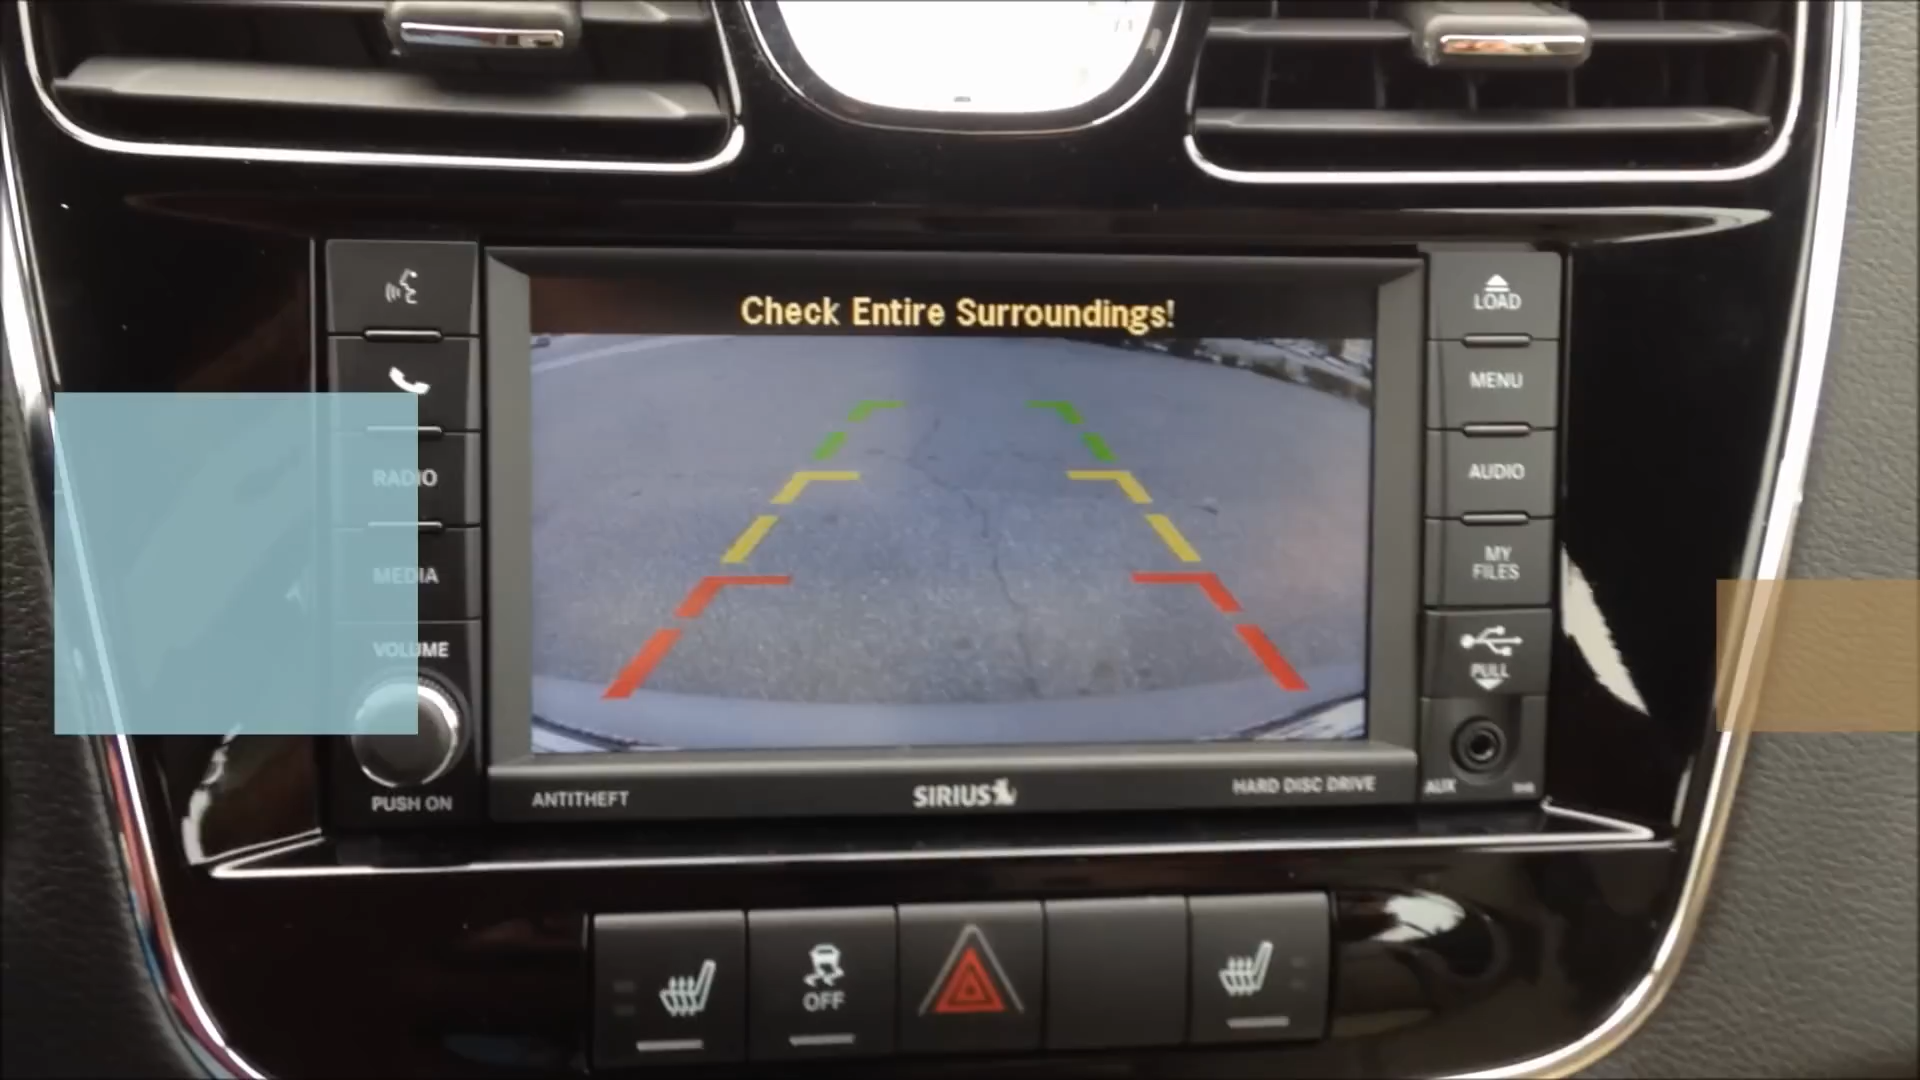 Check Entire Surroundings!
LOAD
MENU
RADIO
AUDIO
MEDIA
MY
FILES
VOLUME
PULL
PUSH ON
ANTITHEFT
SIRIUS
HARD DISC DRIVE
AUX
OFF